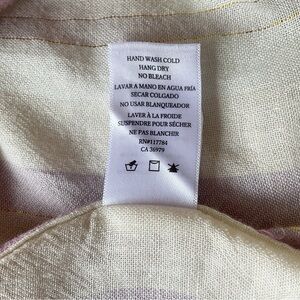 HAND WASH COLD
HANG DRY
NO BLEACH
LAVAR A MANO EN AGUA FRÍA
SECAR COLGADO
NO USAR BLANQUEADOR
LAVER À LA FROIDE
SUSPENDRE POUR SÉCHER
NE PAS BLANCHIR
RN#117784
CA 36979